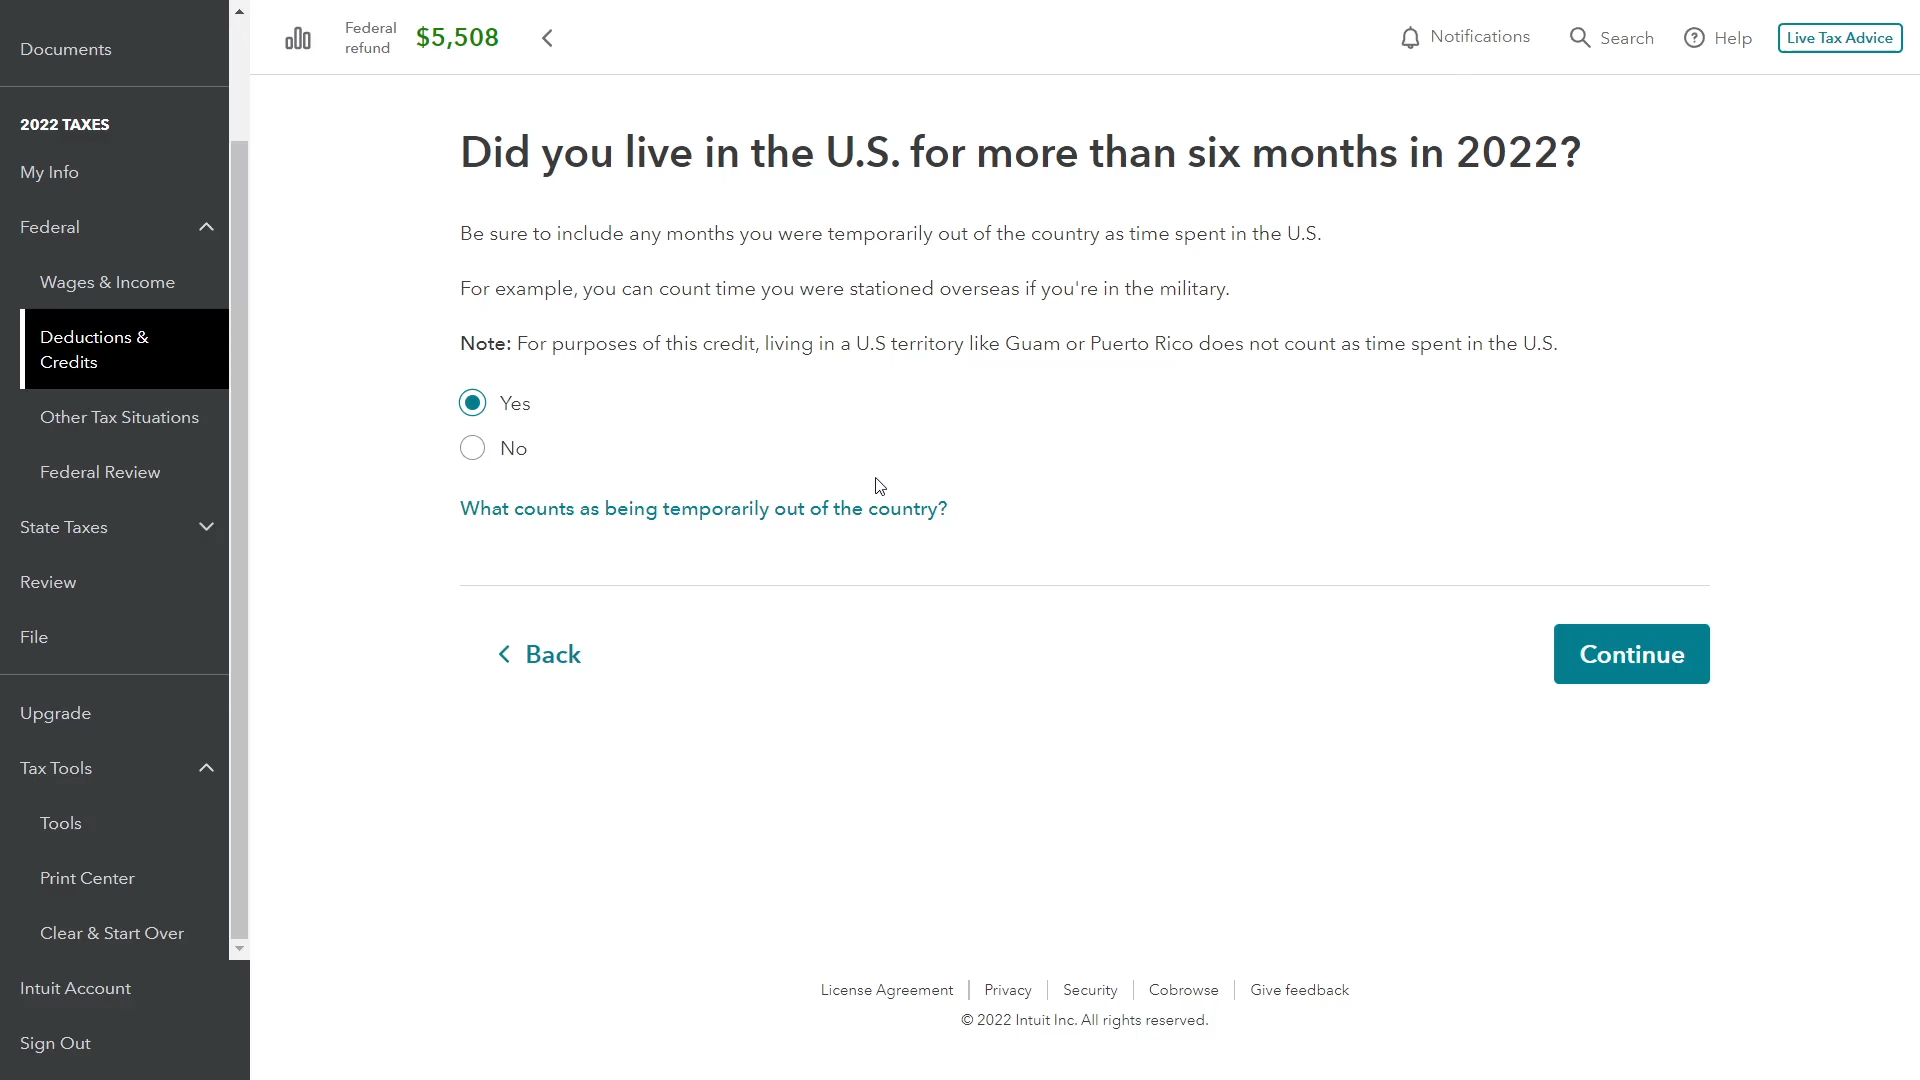 Documents
2022 TAXES
My Info
Federal
Wages & Income
Deductions &
Credits
Other Tax Situations
Federal Review
State Taxes
Review
File
Upgrade
Tax Tools
Tools
Print Center
Clear & Start Over
Intuit Account
Sign Out
Federal
refund
$5,508
Notifications
Search
Help
Live Tax Advice
Did you live in the U.S. for more than six months in 2022?
Be sure to include any months you were temporarily out of the country as time spent in the U.S.
For example, you can count time you were stationed overseas if you're in the military.
Note: For purposes of this credit, living in a U.S territory like Guam or Puerto Rico does not count as time spent in the U.S.
Yes
No
What counts as being temporarily out of the country?
Back
Continue
License Agreement | Privacy | Security | Cobrowse | Give feedback
© 2022 Intuit Inc. All rights reserved.